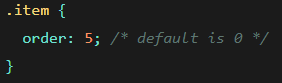 .item {
  order: 5; /* default is 0 */
}